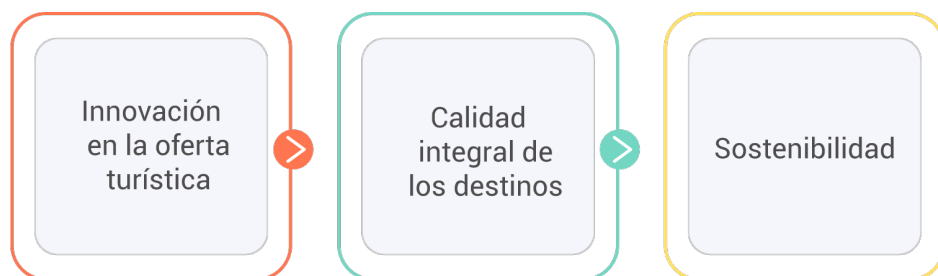 Innovación
en la oferta
turística
Calidad
integral de
los destinos
Sostenibilidad